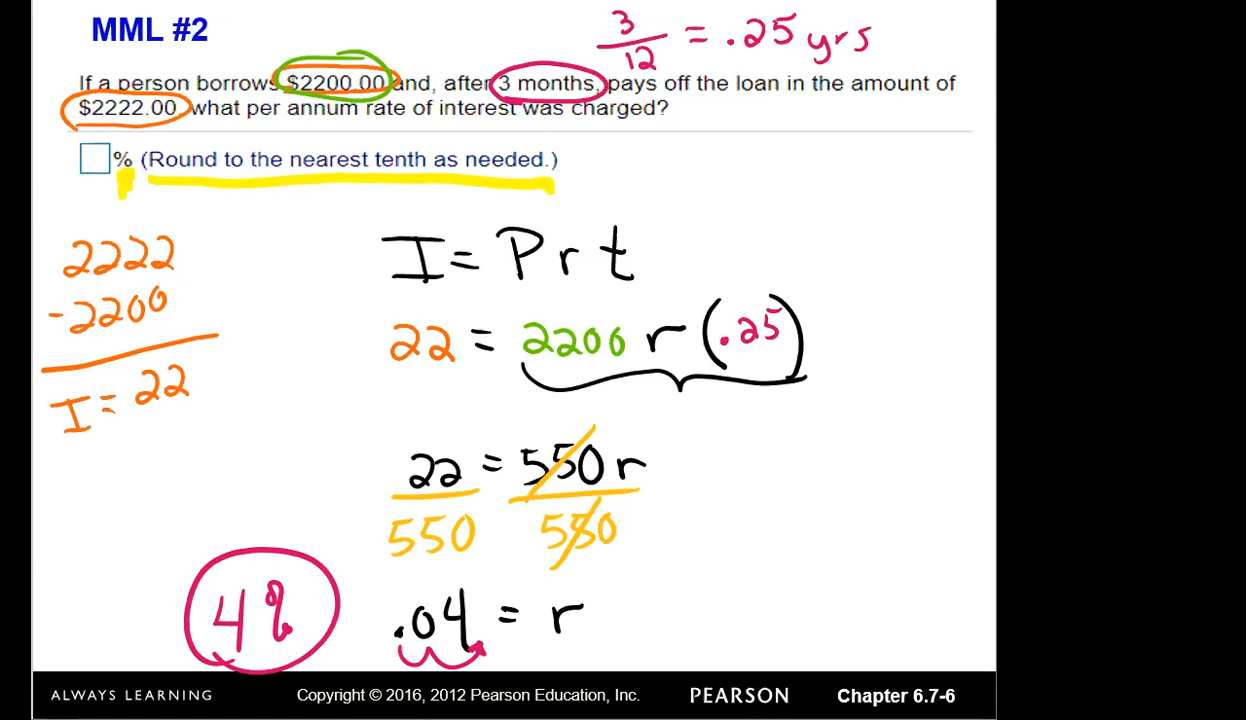 MML #2
3/12 = .25 yrs
If a person borrows $2200.00 and, after 3 months, pays off the loan in the amount of
$2222.00, what per annum rate of interest was charged?
% (Round to the nearest tenth as needed.)
2222
-2200
I = 22
I = P r t
22 = 2200 r (.25)
22 = 550 r
550 550
.04 = r
4%
ALWAYS LEARNING
Copyright © 2016, 2012 Pearson Education, Inc.
PEARSON
Chapter 6.7-6